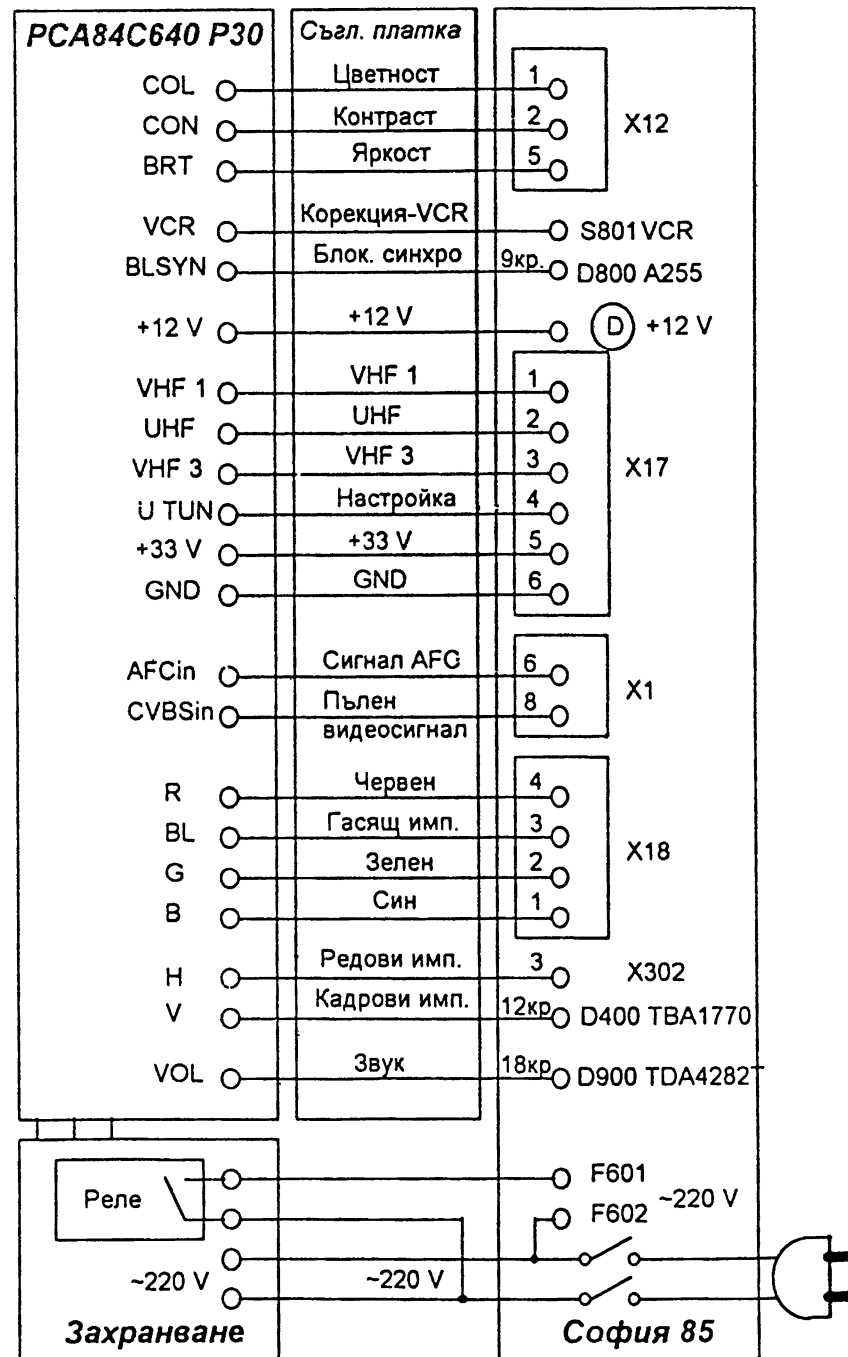 PCA84C640 P30 Съгл. платка
COL Цветност 1
CON Контраст 2 X12
BRT Яркост 5
VCR Корекция-VCR S801VCR
BLSYN Блок. синхро 9кр. D800 A255
+12 V +12 V D +12 V
VHF 1 VHF 1 1
UHF UHF 2
VHF 3 VHF 3 3 X17
U TUN Настройка 4
+33 V +33 V 5
GND GND 6
AFCin Сигнал AFC 6
X1
CVBSin Пълен 8
видеосигнал
R Червен 4
BL Гасящ имп. 3
X18
G Зелен 2
B Син 1
H Редови имп. 3 X302
V Кадрови имп. 12кр D400 TBA1770
VOL Звук 18кр D900 TDA4282T
F601
Реле ~220 V
F602
~220 V ~220 V
Захранване София 85